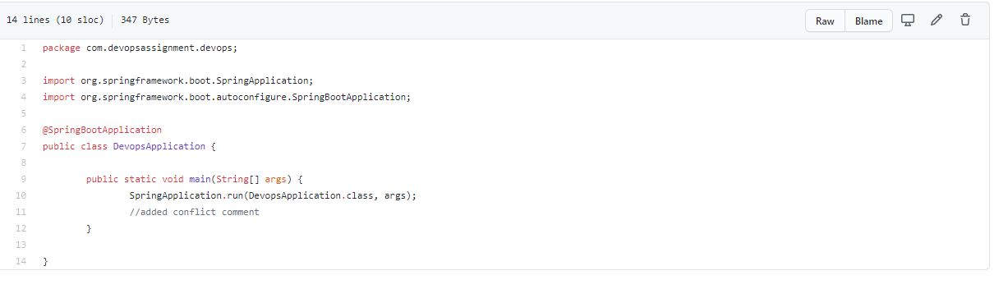 14 lines (10 sloc) 347 Bytes Raw Blame
1 package com.devopsassignment.devops;
2
3 import org.springframework.boot.SpringApplication;
4 import org.springframework.boot.autoconfigure.SpringBootApplication;
5
6 @SpringBootApplication
7 public class DevopsApplication {
8
9 public static void main(String[] args) {
10 SpringApplication.run(DevopsApplication.class, args);
11 //added conflict comment
12 }
13
14 }